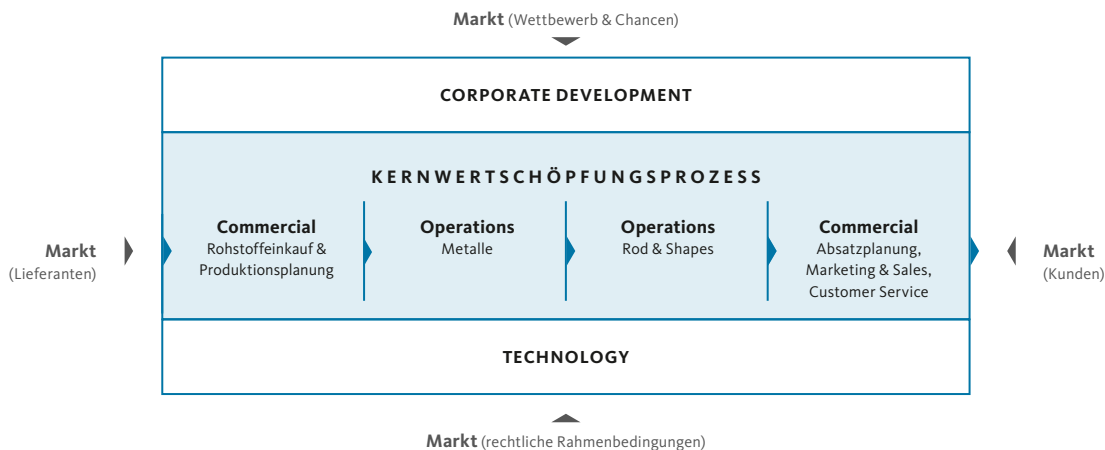 Markt (Wettbewerb & Chancen)
CORPORATE DEVELOPMENT
KERNWERTSCHÖPFUNGSPROZESS
Markt
(Lieferanten)
Commercial
Rohstoffeinkauf &
Produktionsplanung
Operations
Metalle
Operations
Rod & Shapes
Commercial
Absatzplanung,
Marketing & Sales,
Customer Service
Markt
(Kunden)
TECHNOLOGY
Markt (rechtliche Rahmenbedingungen)